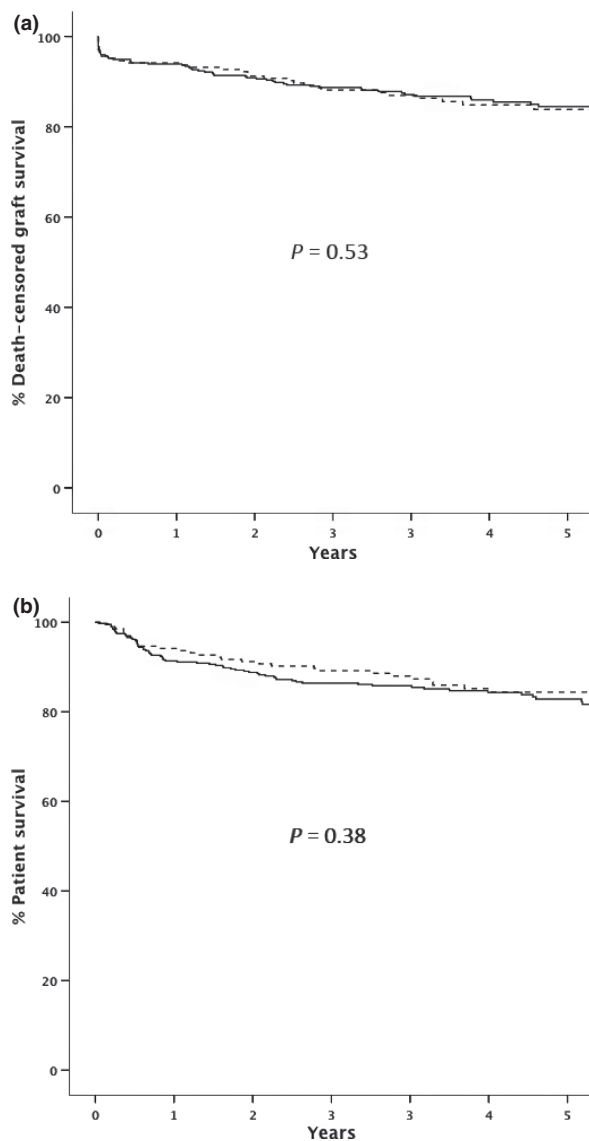 (a)
100
80
60
40
20
0
% Death-censored graft survival
P = 0.53
0 1 2 3 3 4 5
Years
(b)
100
80
60
40
20
0
% Patient survival
P = 0.38
0 1 2 3 3 4 5
Years